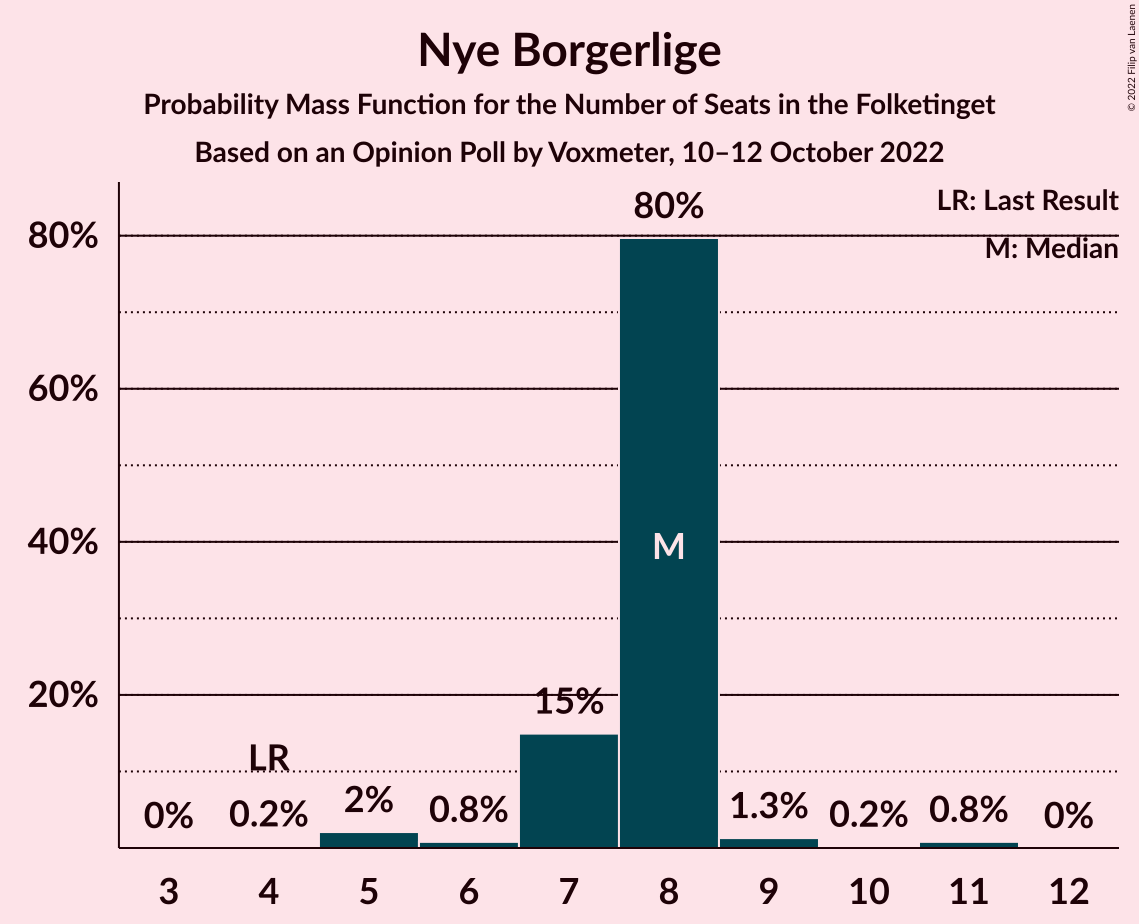 Nye Borgerlige
Probability Mass Function for the Number of Seats in the Folketinget
Based on an Opinion Poll by Voxmeter, 10–12 October 2022
© 2022 Filip van Laenen
LR: Last Result
M: Median
80%
60%
40%
20%
0%
LR
0.2%
2%
0.8%
15%
80%
M
1.3%
0.2%
0.8%
0%
3 4 5 6 7 8 9 10 11 12